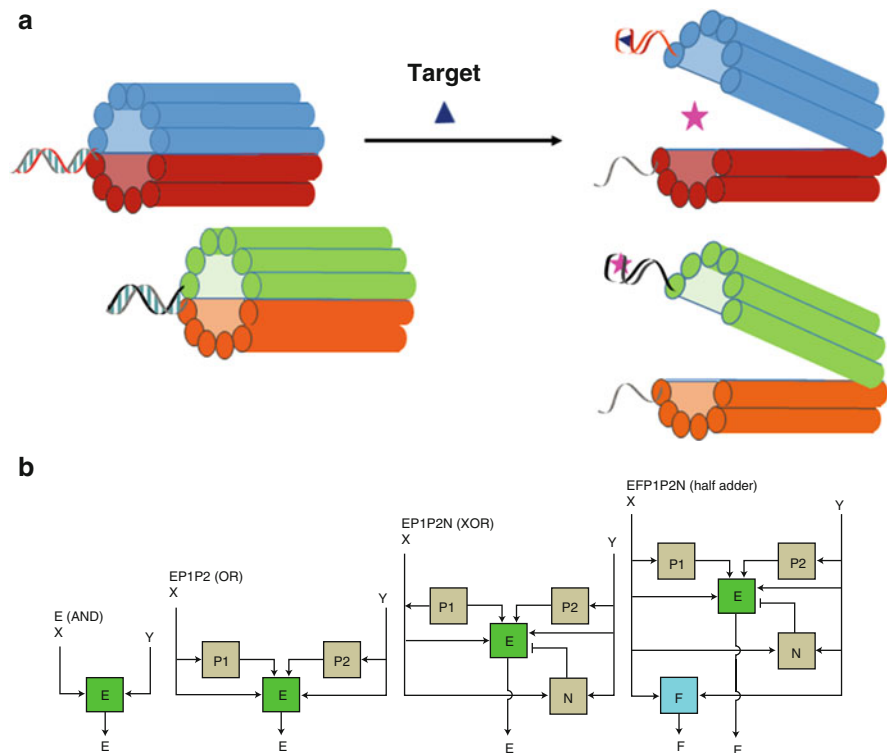 a
Target
b
E (AND)
X
Y
E
E
EP1P2 (OR)
X
Y
P1
P2
E
E
EP1P2N (XOR)
X
Y
P1
P2
E
N
E
EFP1P2N (half adder)
X
Y
P1
P2
E
N
F
F
E